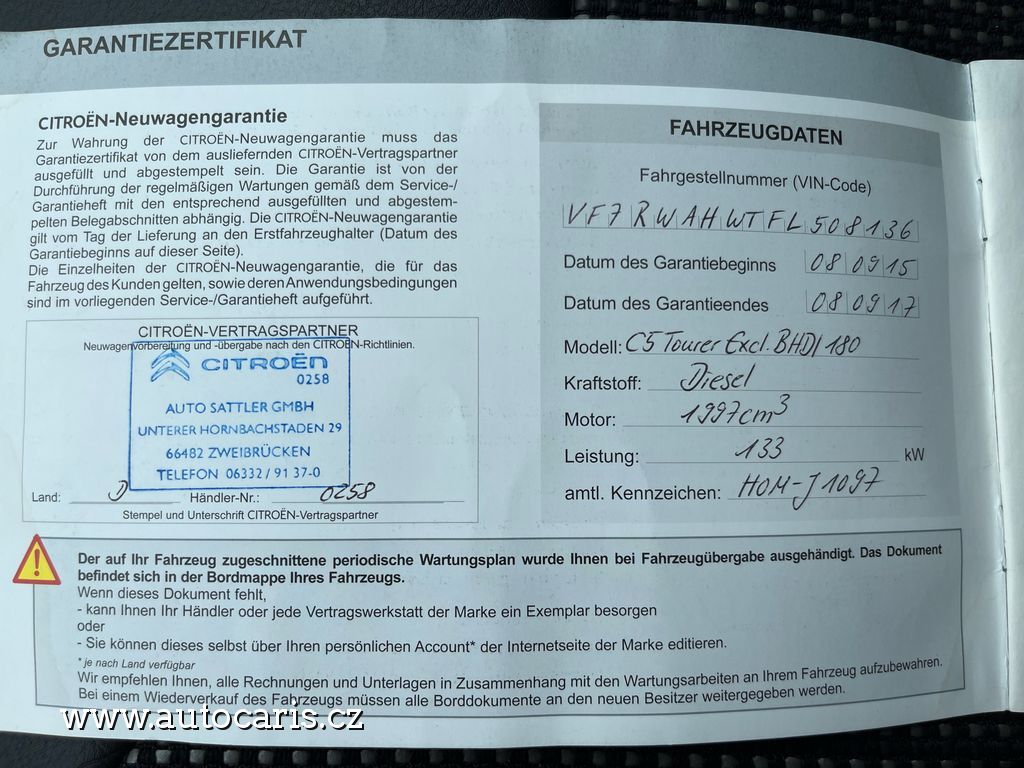 GARANTIEZERTIFIKAT
CITROËN-Neuwagengarantie
Zur Wahrung der CITROËN-Neuwagengarantie muss das
Garantiezertifikat von dem ausliefernden CITROËN-Vertragspartner
ausgefüllt und abgestempelt sein. Die Garantie ist von der
Durchführung der regelmäßigen Wartungen gemäß dem Service-/
Garantieheft mit den entsprechend ausgefüllten und abgestem-
pelten Belegabschnitten abhängig. Die CITROËN-Neuwagengarantie
gilt vom Tag der Lieferung an den Erstfahrzeughalter (Datum des
Garantiebeginns auf dieser Seite).
Die Einzelheiten der CITROËN-Neuwagengarantie, die für das
Fahrzeug des Kunden gelten, sowie deren Anwendungsbedingungen
sind im vorliegenden Service-/Garantieheft aufgeführt.
CITROËN-VERTRAGSPARTNER
Neuwagenvorbereitung und -übergabe nach den CITROËN-Richtlinien.
CITROËN
0258
AUTO SATTLER GMBH
UNTERER HORNBACHSTADEN 29
66482 ZWEIBRÜCKEN
TELEFON 06332/91 37-0
Land: D Händler-Nr.: 0258
Stempel und Unterschrift CITROËN-Vertragspartner
FAHRZEUGDATEN
Fahrgestellnummer (VIN-Code)
VF7RWAHWTFL508136
Datum des Garantiebeginns 080915
Datum des Garantieendes 080917
Modell: C5 Tourer Excl. BHDI 180
Kraftstoff: Diesel
Motor: 1997cm³
Leistung: 133 kW
amtl. Kennzeichen: HOM-J1097
Der auf Ihr Fahrzeug zugeschnittene periodische Wartungsplan wurde Ihnen bei Fahrzeugübergabe ausgehändigt. Das Dokument
befindet sich in der Bordmappe Ihres Fahrzeugs.
Wenn dieses Dokument fehlt,
- kann Ihnen Ihr Händler oder jede Vertragswerkstatt der Marke ein Exemplar besorgen
oder
- Sie können dieses selbst über Ihren persönlichen Account* der Internetseite der Marke editieren.
* je nach Land verfügbar
Wir empfehlen Ihnen, alle Rechnungen und Unterlagen in Zusammenhang mit den Wartungsarbeiten an Ihrem Fahrzeug aufzubewahren.
Bei einem Wiederverkauf des Fahrzeugs müssen alle Borddokumente an den neuen Besitzer weitergegeben werden.
www.autocaris.cz